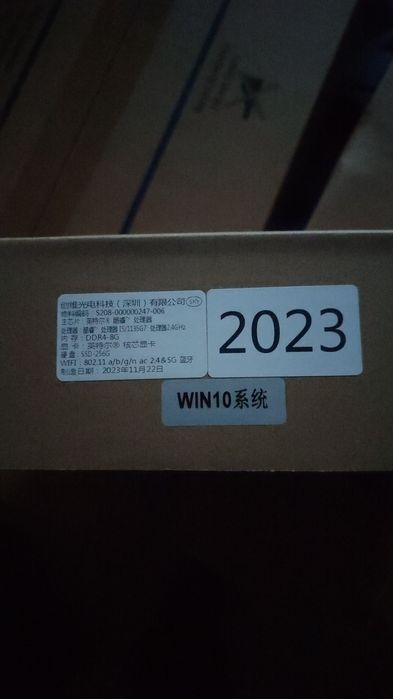 创维光电科技（深圳）有限公司
物料编码：S208-000000247-006
主芯片：英特尔® 酷睿™ 处理器
处理器：酷睿™ 处理器 I5/1135G7 处理器2.4GHz
内存：DDR4-8G
显卡：英特尔® 核芯显卡
硬盘：SSD-256G
WIFI：802.11 a/b/g/n ac 2.4&5G 蓝牙
制造日期：2023年11月22日
2023
WIN10系统